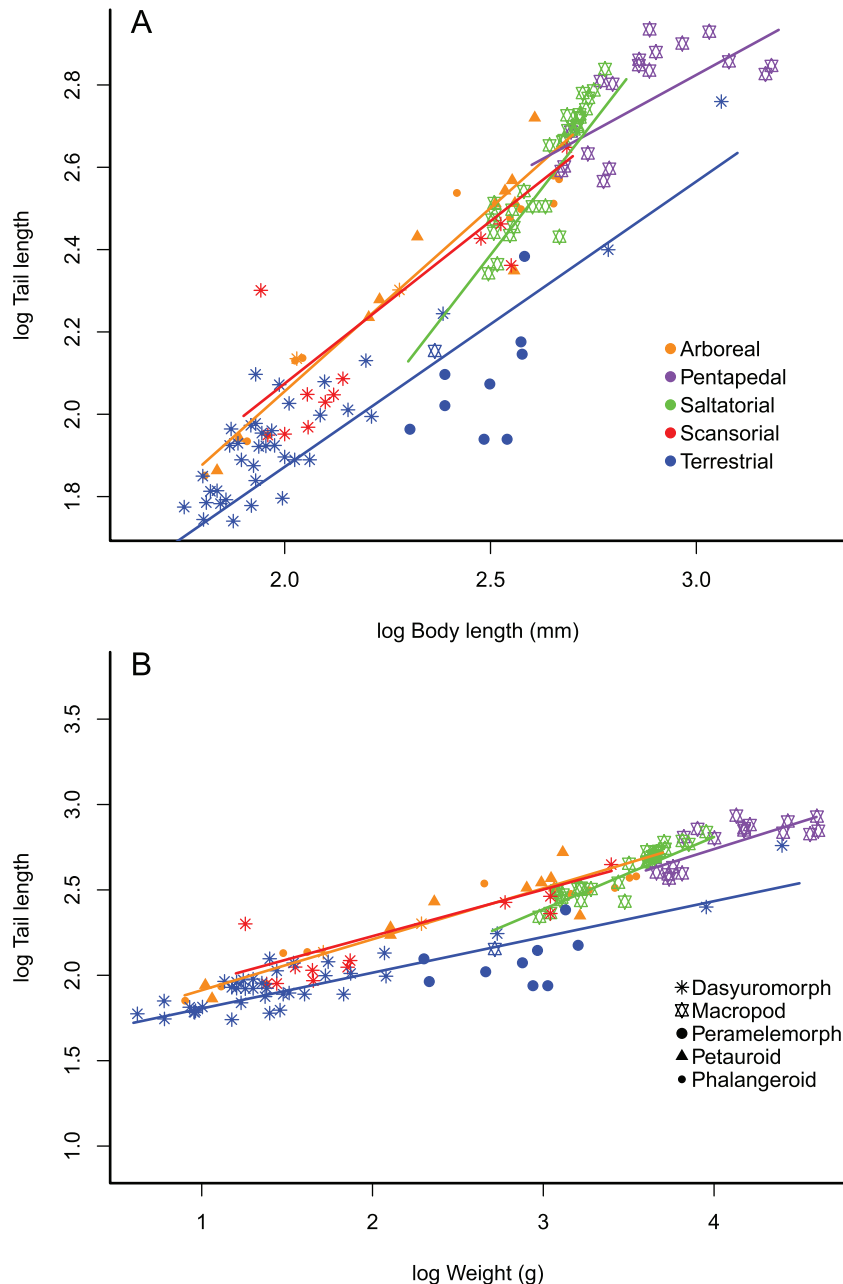 A
2.8
2.6
2.4
2.2
2.0
1.8
log Tail length
Arboreal
Pentapedal
Saltatorial
Scansorial
Terrestrial
2.0 2.5 3.0
log Body length (mm)
B
3.5
3.0
2.5
2.0
1.5
1.0
log Tail length
Dasyuromorph
Macropod
Peramelemorph
Petauroid
Phalangeroid
1 2 3 4
log Weight (g)